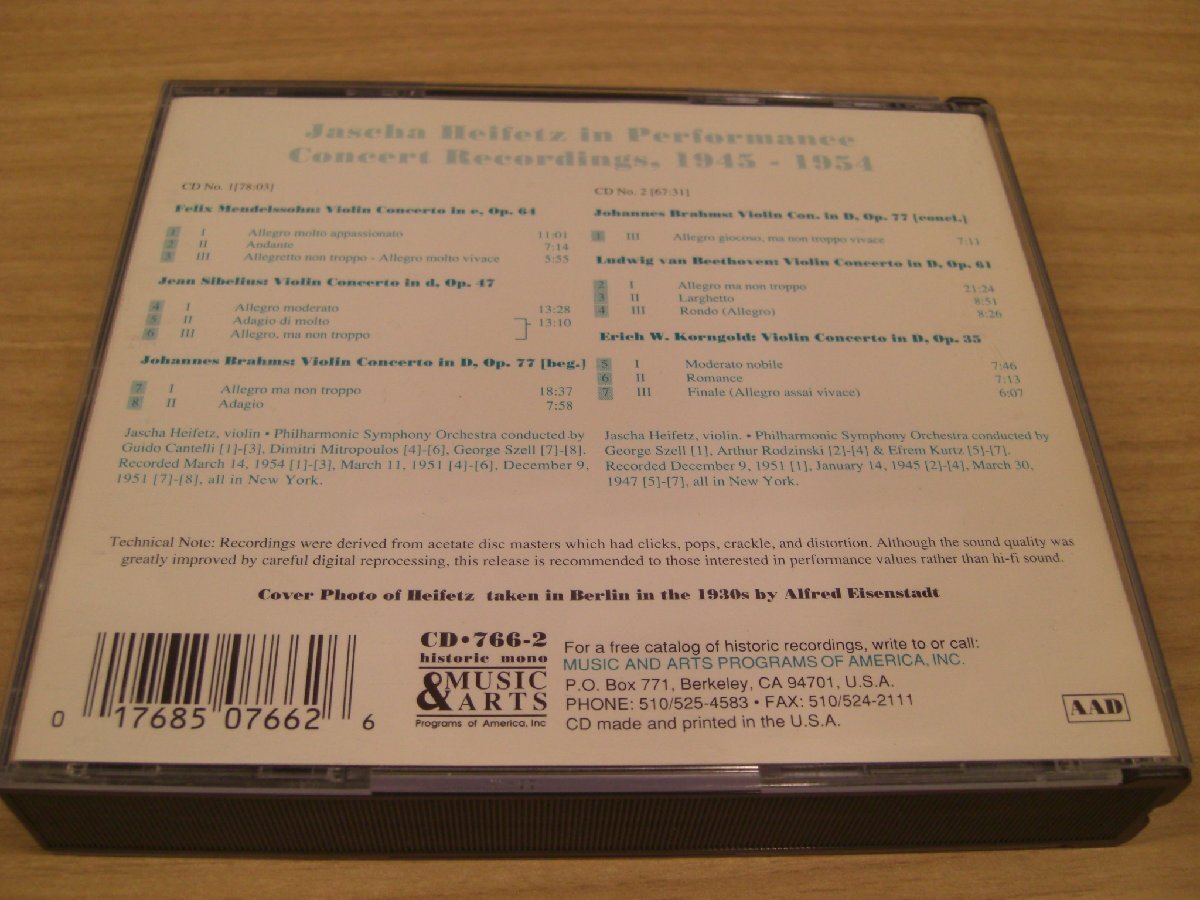 Jascha Heifetz in Performance
Concert Recordings, 1945 - 1954
CD No. 1[78:03]
Felix Mendelssohn: Violin Concerto in e, Op. 64
1 I Allegro molto appassionato 11:01
2 II Andante 7:14
3 III Allegretto non troppo - Allegro molto vivace 5:55
Jean Sibelius: Violin Concerto in d, Op. 47
4 I Allegro moderato 13:28
5 II Adagio di molto
13:10
6 III Allegro, ma non troppo
Johannes Brahms: Violin Concerto in D, Op. 77 [beg.]
7 I Allegro ma non troppo 18:37
8 II Adagio 7:58
Jascha Heifetz, violin • Philharmonic Symphony Orchestra conducted by
Guido Cantelli [1]-[3], Dimitri Mitropoulos [4]-[6], George Szell [7]-[8].
Recorded March 14, 1954 [1]-[3], March 11, 1951 [4]-[6], December 9,
1951 [7]-[8], all in New York.
CD No. 2 [67:31]
Johannes Brahms: Violin Con. in D, Op. 77 [concl.]
1 III Allegro giocoso, ma non troppo vivace 7:11
Ludwig van Beethoven: Violin Concerto in D, Op. 61
2 I Allegro ma non troppo 21:24
3 II Larghetto 8:51
4 III Rondo (Allegro) 8:26
Erich W. Korngold: Violin Concerto in D, Op. 35
5 I Moderato nobile 7:46
6 II Romance 7:13
7 III Finale (Allegro assai vivace) 6:07
Jascha Heifetz, violin. • Philharmonic Symphony Orchestra conducted by
George Szell [1], Arthur Rodzinski [2]-[4] & Efrem Kurtz [5]-[7].
Recorded December 9, 1951 [1], January 14, 1945 [2]-[4], March 30,
1947 [5]-[7], all in New York.
Technical Note: Recordings were derived from acetate disc masters which had clicks, pops, crackle, and distortion. Although the sound quality was
greatly improved by careful digital reprocessing, this release is recommended to those interested in performance values rather than hi-fi sound.
Cover Photo of Heifetz taken in Berlin in the 1930s by Alfred Eisenstadt
0 17685 07662 6
CD•766-2
historic mono
& MUSIC
ARTS
Programs of America, Inc
For a free catalog of historic recordings, write to or call:
MUSIC AND ARTS PROGRAMS OF AMERICA, INC.
P.O. Box 771, Berkeley, CA 94701, U.S.A.
PHONE: 510/525-4583 • FAX: 510/524-2111
CD made and printed in the U.S.A.
AAD